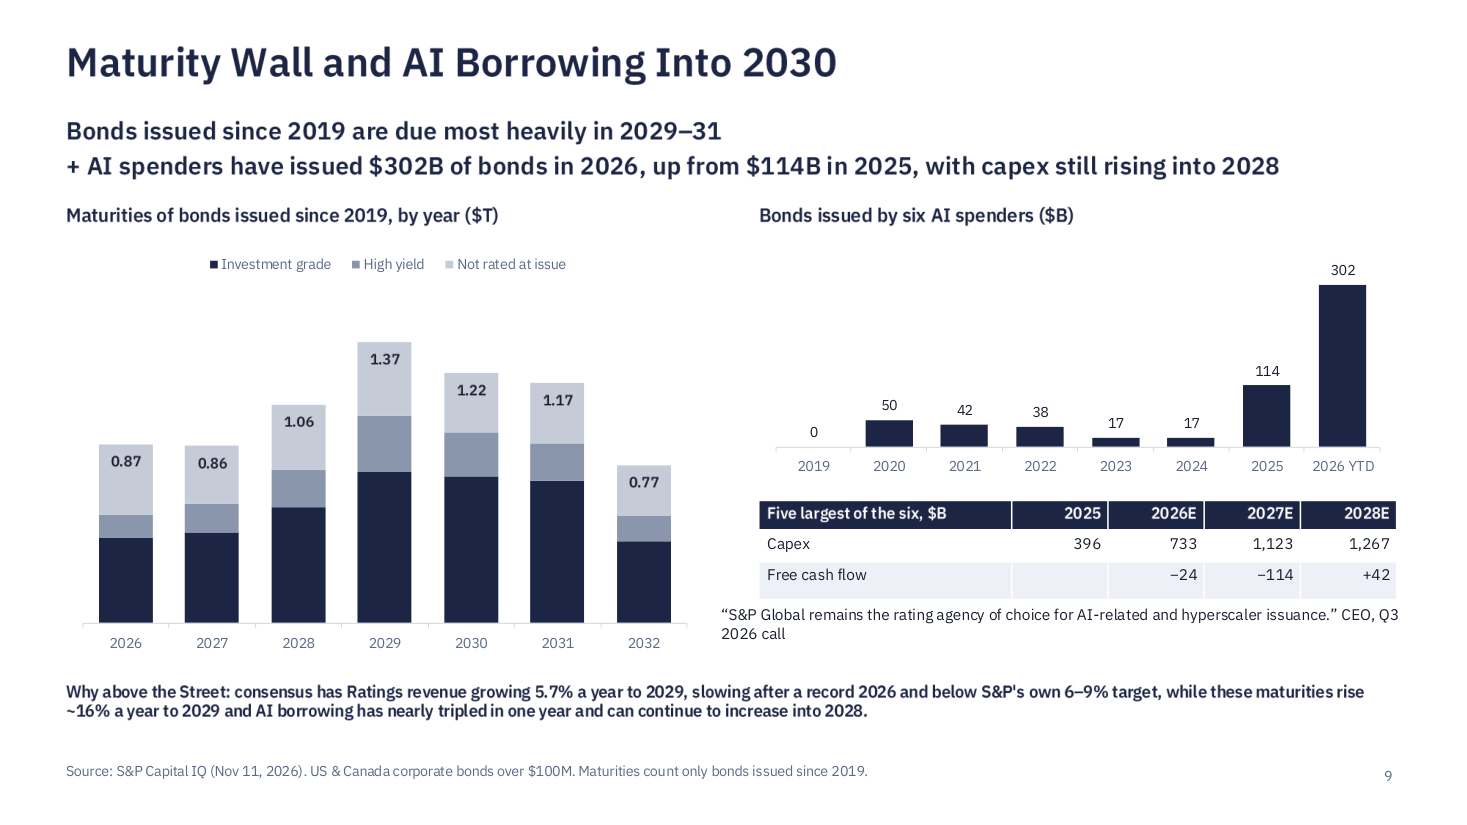 Maturity Wall and AI Borrowing Into 2030
Bonds issued since 2019 are due most heavily in 2029–31
+ AI spenders have issued $302B of bonds in 2026, up from $114B in 2025, with capex still rising into 2028
Maturities of bonds issued since 2019, by year ($T)
Investment grade High yield Not rated at issue
0.87 0.86 1.06 1.37 1.22 1.17 0.77
2026 2027 2028 2029 2030 2031 2032
Bonds issued by six AI spenders ($B)
0 50 42 38 17 17 114 302
2019 2020 2021 2022 2023 2024 2025 2026 YTD
Five largest of the six, $B 2025 2026E 2027E 2028E
Capex 396 733 1,123 1,267
Free cash flow −24 −114 +42
“S&P Global remains the rating agency of choice for AI-related and hyperscaler issuance.” CEO, Q3
2026 call
Why above the Street: consensus has Ratings revenue growing 5.7% a year to 2029, slowing after a record 2026 and below S&P's own 6–9% target, while these maturities rise
~16% a year to 2029 and AI borrowing has nearly tripled in one year and can continue to increase into 2028.
Source: S&P Capital IQ (Nov 11, 2026). US & Canada corporate bonds over $100M. Maturities count only bonds issued since 2019.
9